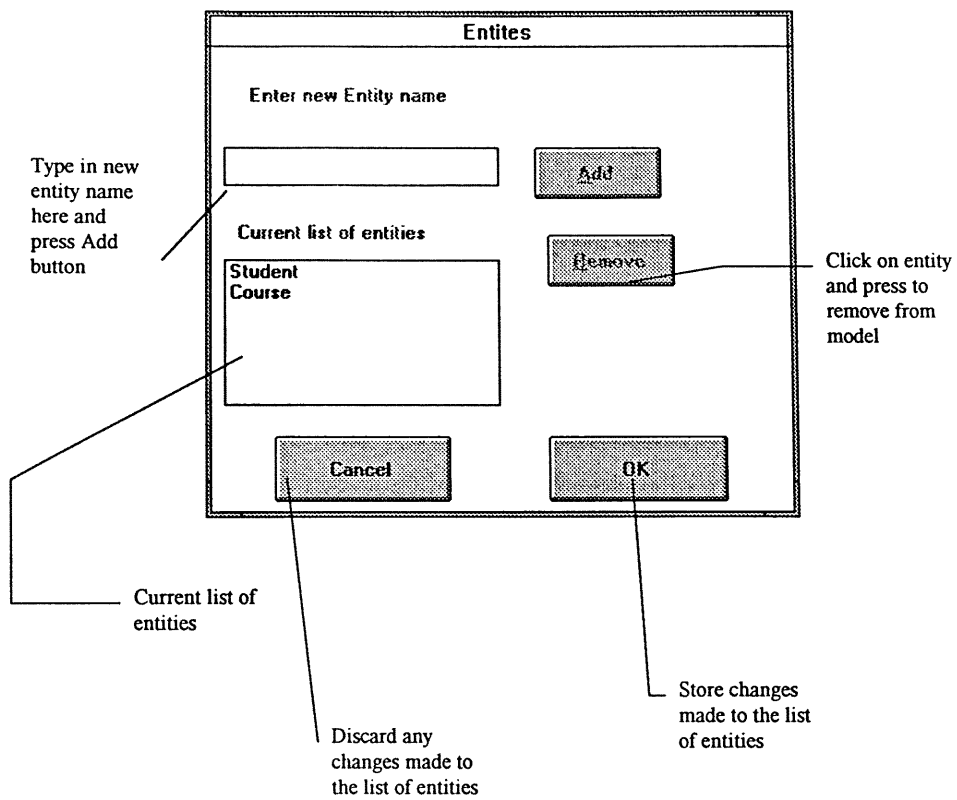 Entites
Enter new Entity name
Add
Type in new
entity name
here and
press Add
button
Current list of entities
Remove
Student
Course
Click on entity
and press to
remove from
model
Cancel
OK
Current list of
entities
Store changes
made to the list
of entities
Discard any
changes made to
the list of entities